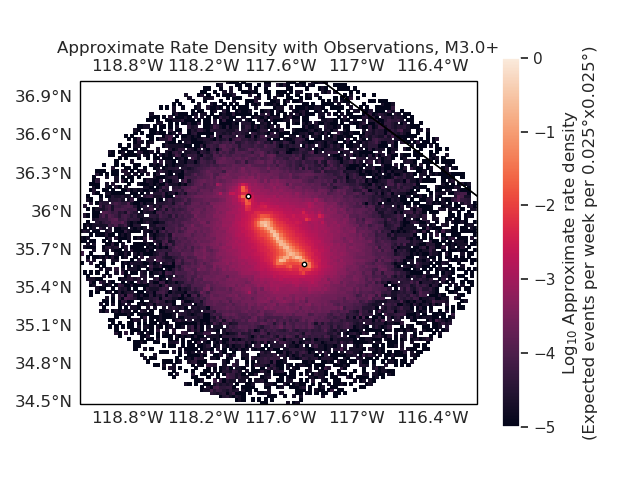 Approximate Rate Density with Observations, M3.0+
118.8°W 118.2°W 117.6°W 117°W 116.4°W
36.9°N
36.6°N
36.3°N
36°N
35.7°N
35.4°N
35.1°N
34.8°N
34.5°N
118.8°W 118.2°W 117.6°W 117°W 116.4°W
0
−1
−2
−3
−4
−5
Log₁₀ Approximate rate density
(Expected events per week per 0.025°x0.025°)